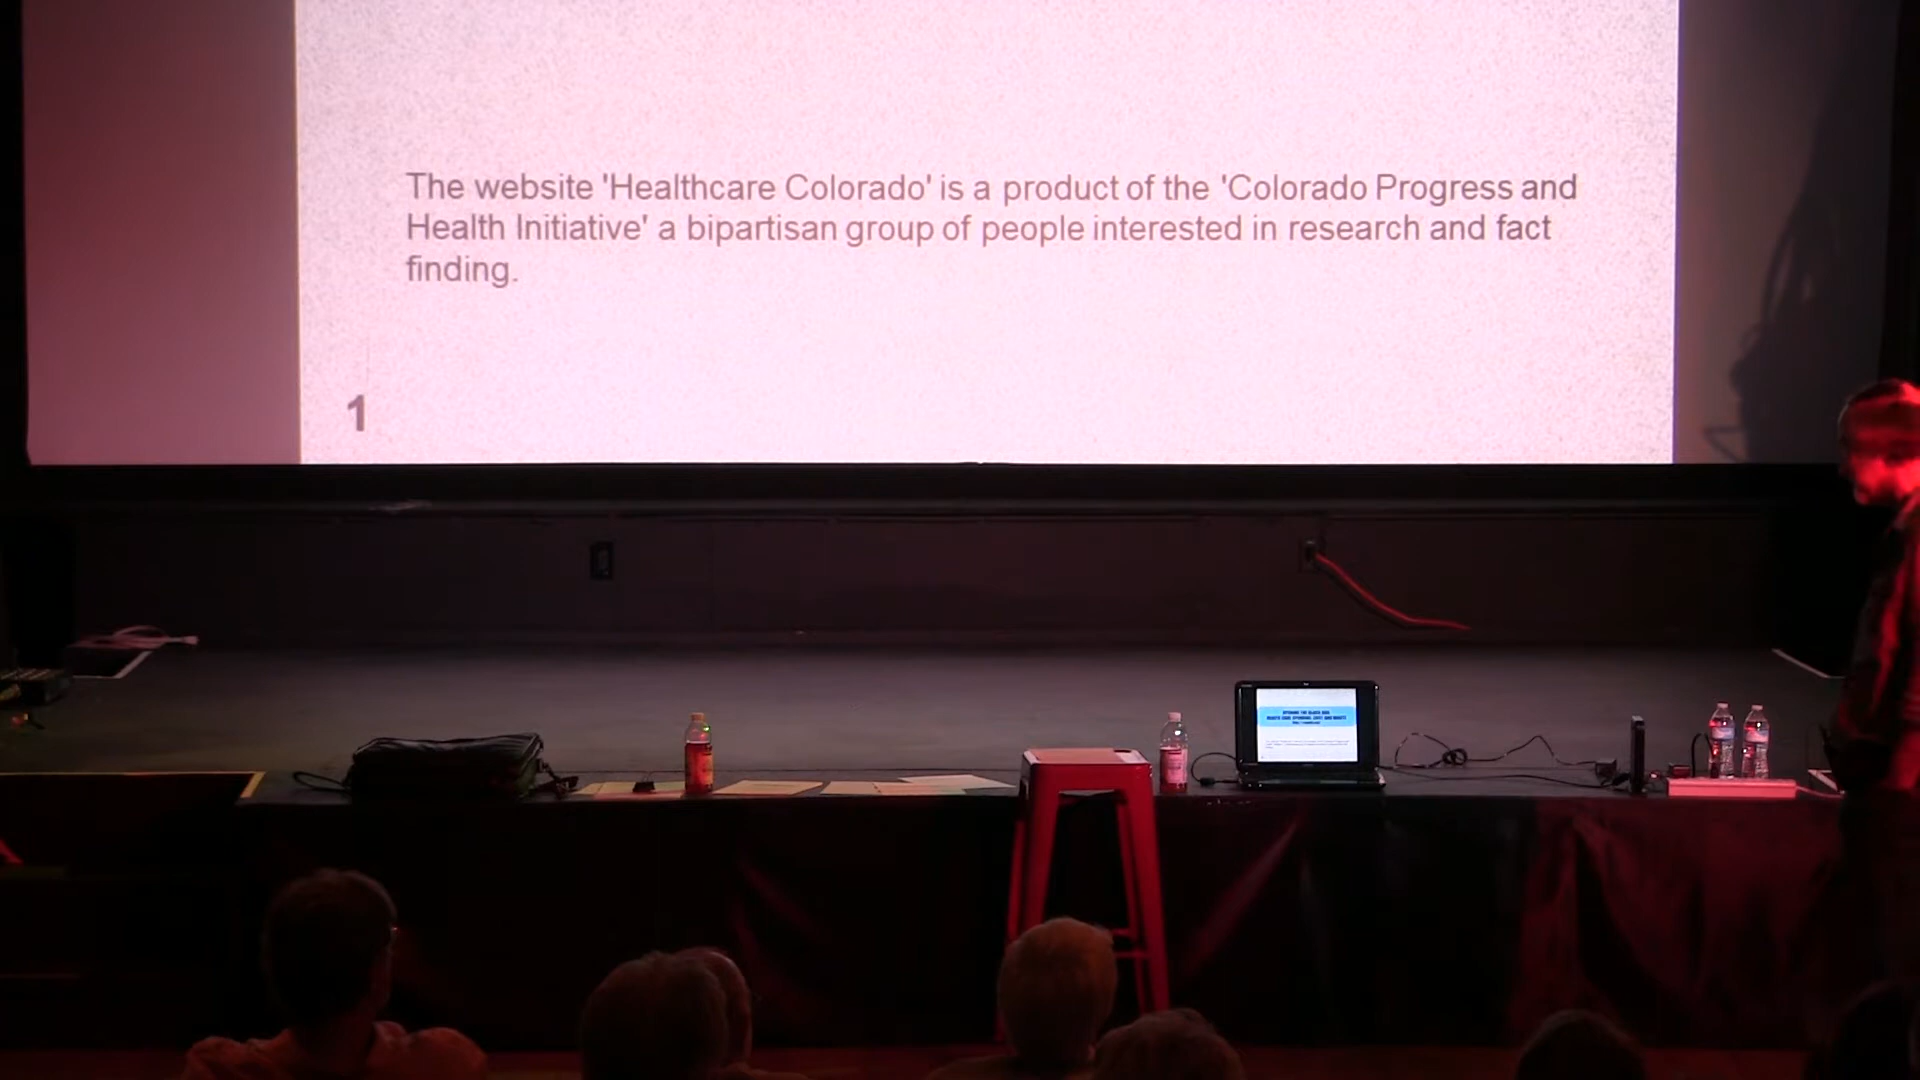 The website 'Healthcare Colorado' is a product of the 'Colorado Progress and
Health Initiative' a bipartisan group of people interested in research and fact
finding.
1